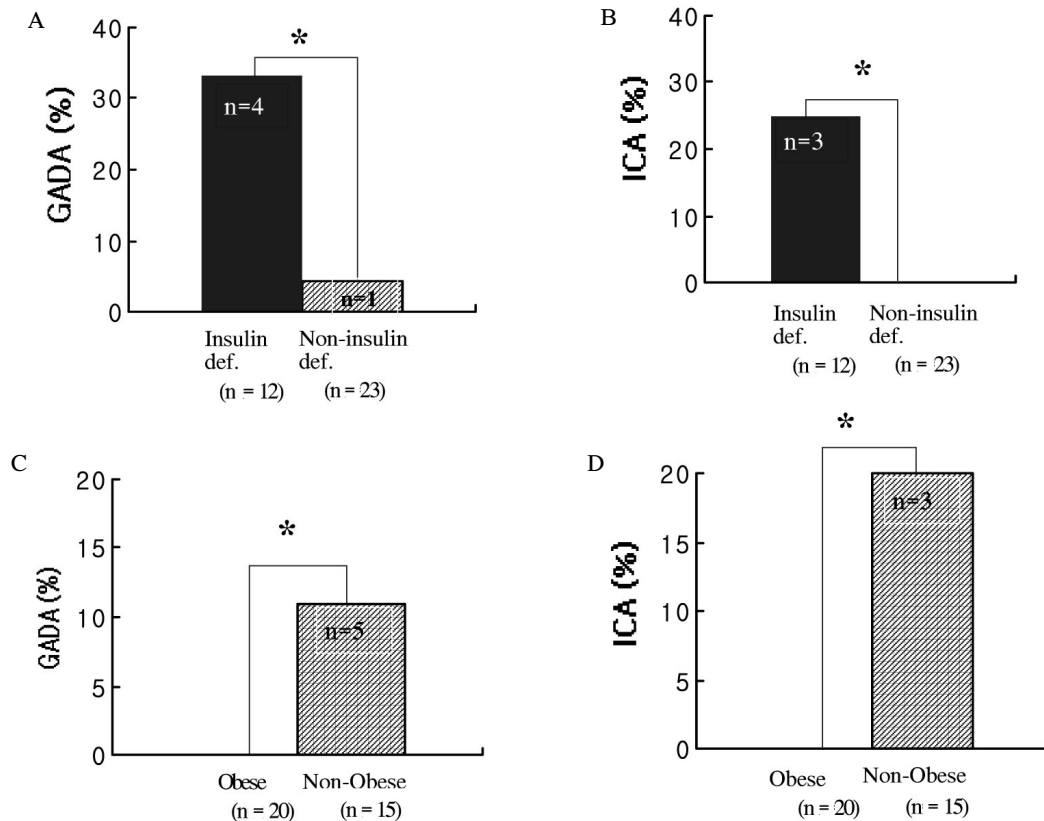 A
GADA (%)
40
30
20
10
0
*
n=4
n=1
Insulin def.
Non-insulin def.
(n = 12)
(n = 23)
B
ICA (%)
40
30
20
10
0
*
n=3
Insulin def.
Non-insulin def.
(n = 12)
(n = 23)
C
GADA (%)
20
15
10
5
0
*
n=5
Obese
Non-Obese
(n = 20)
(n = 15)
D
ICA (%)
20
15
10
5
0
*
n=3
Obese
Non-Obese
(n = 20)
(n = 15)